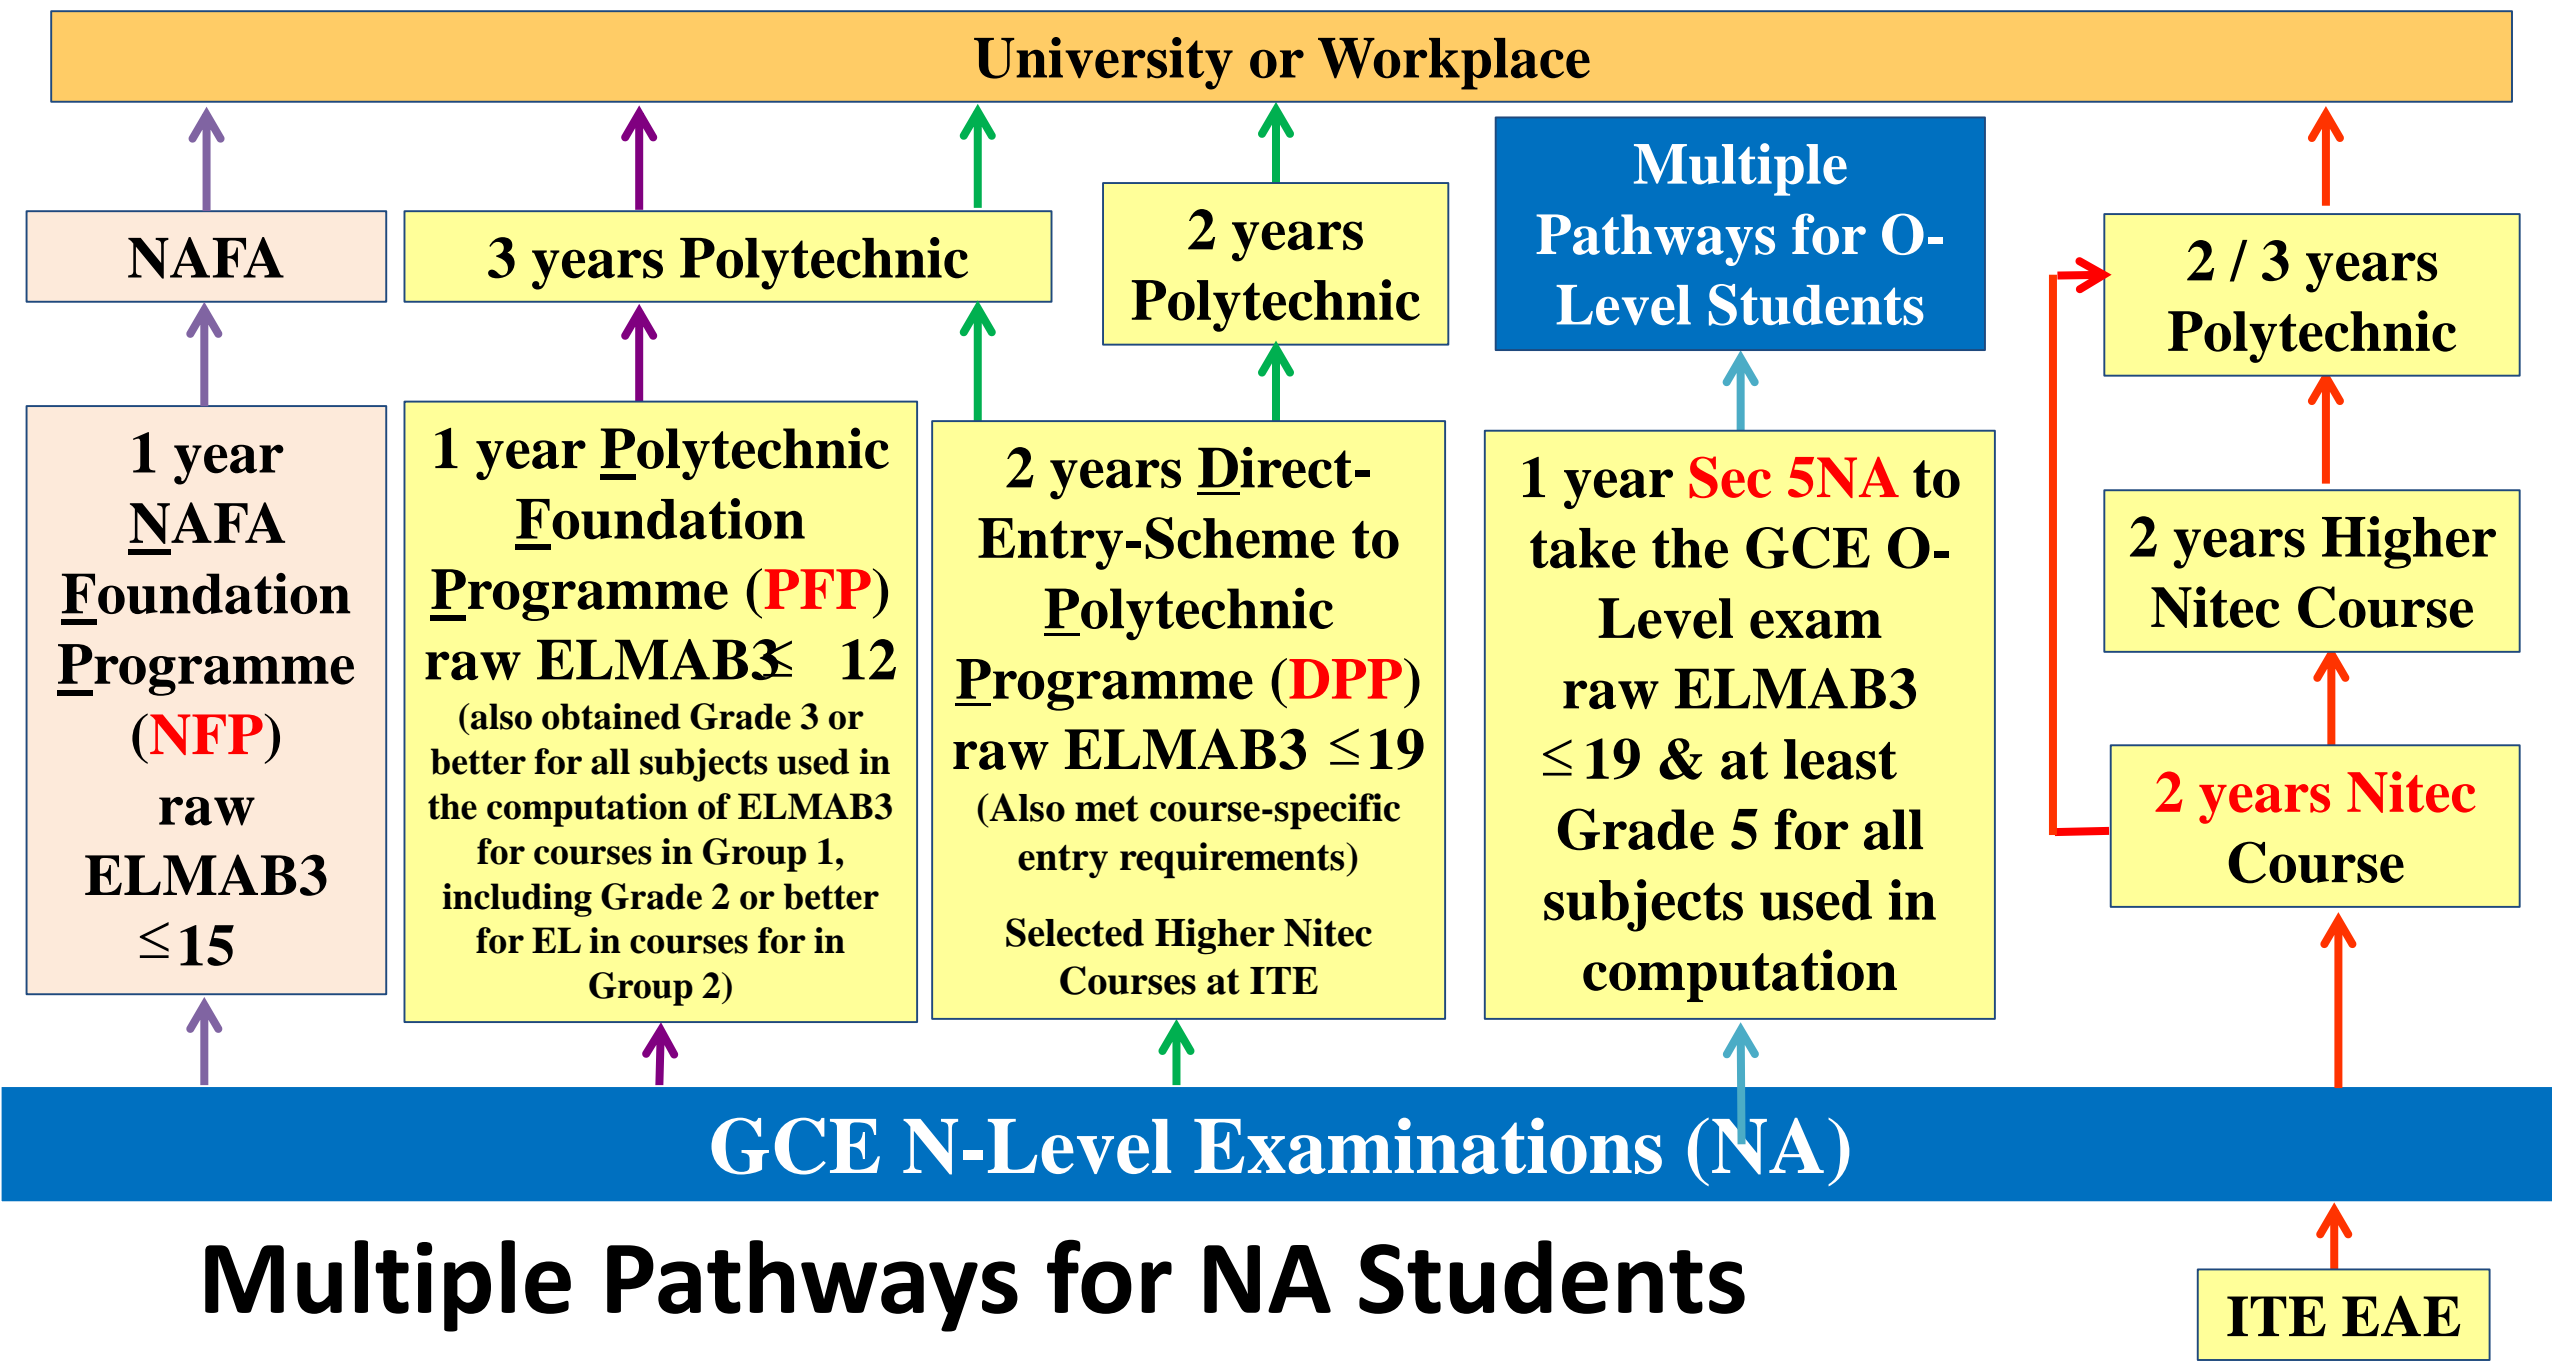 University or Workplace
NAFA
3 years Polytechnic
2 years
Polytechnic
Multiple
Pathways for O-
Level Students
2 / 3 years
Polytechnic
1 year
NAFA
Foundation
Programme
(NFP)
raw
ELMAB3
≤15
1 year Polytechnic
Foundation
Programme (PFP)
raw ELMAB3≤ 12
(also obtained Grade 3 or
better for all subjects used in
the computation of ELMAB3
for courses in Group 1,
including Grade 2 or better
for EL in courses for in
Group 2)
2 years Direct-
Entry-Scheme to
Polytechnic
Programme (DPP)
raw ELMAB3 ≤19
(Also met course-specific
entry requirements)
Selected Higher Nitec
Courses at ITE
1 year Sec 5NA to
take the GCE O-
Level exam
raw ELMAB3
≤19 & at least
Grade 5 for all
subjects used in
computation
2 years Higher
Nitec Course
2 years Nitec
Course
GCE N-Level Examinations (NA)
Multiple Pathways for NA Students
ITE EAE